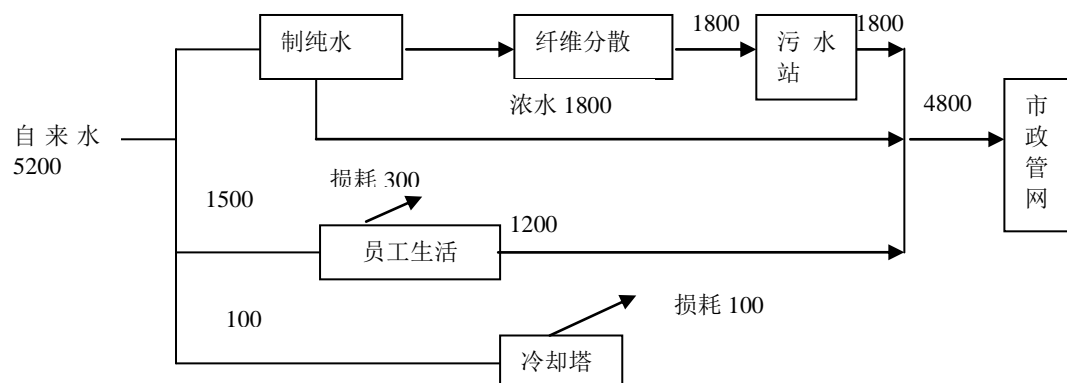 制纯水
纤维分散
1800
污 水
站
1800
浓水 1800
4800
市
政
管
网
自 来 水
5200
1500
损耗 300
员工生活
1200
100
损耗 100
冷却塔